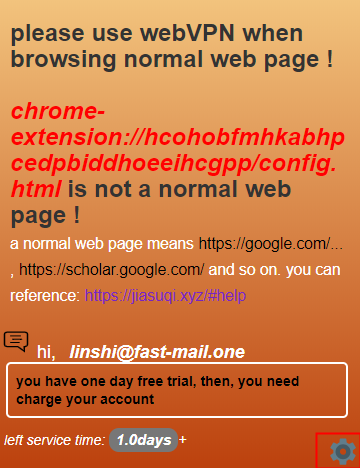 please use webVPN when
browsing normal web page !
chrome-
extension://hcohobfmhkabhp
cedpbiddhoeeihcgpp/config.
html is not a normal web
page !
a normal web page means https://google.com/...
, https://scholar.google.com/ and so on. you can
reference: https://jiasuqi.xyz/#help
hi, linshi@fast-mail.one
you have one day free trial, then, you need
charge your account
left service time: 1.0days +